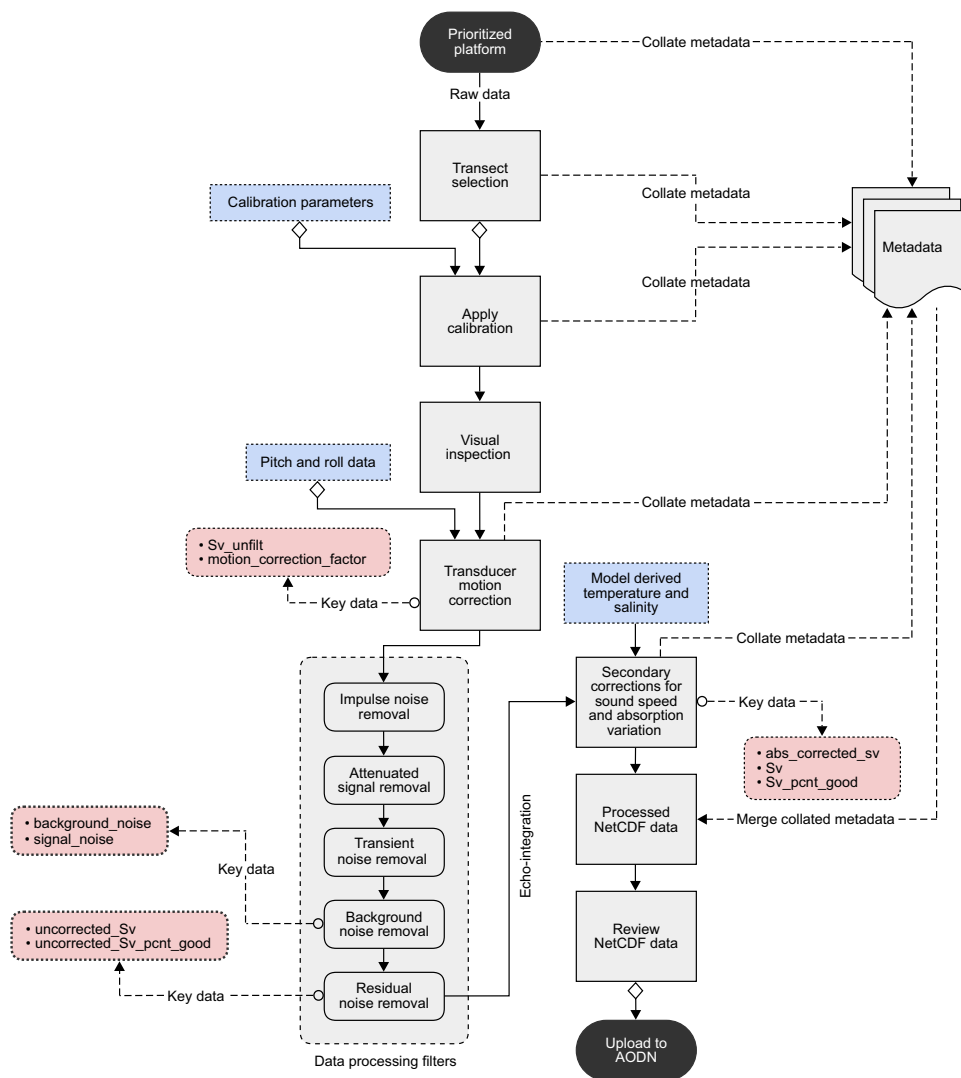 Prioritized
platform
Collate metadata
Raw data
Transect
selection
Collate metadata
Calibration parameters
Metadata
Collate metadata
Apply
calibration
Visual
inspection
Pitch and roll data
Collate metadata
• Sv_unfilt
• motion_correction_factor
Key data
Transducer
motion
correction
Model derived
temperature and
salinity
Collate metadata
Secondary
corrections for
sound speed
and absorption
variation
Key data
• abs_corrected_sv
• Sv
• Sv_pcnt_good
Impulse noise
removal
Attenuated
signal removal
Transient
noise removal
Background
noise removal
Residual
noise removal
Data processing filters
• background_noise
• signal_noise
Key data
• uncorrected_Sv
• uncorrected_Sv_pcnt_good
Key data
Echo-integration
Processed
NetCDF data
Merge collated metadata
Review
NetCDF data
Upload to
AODN